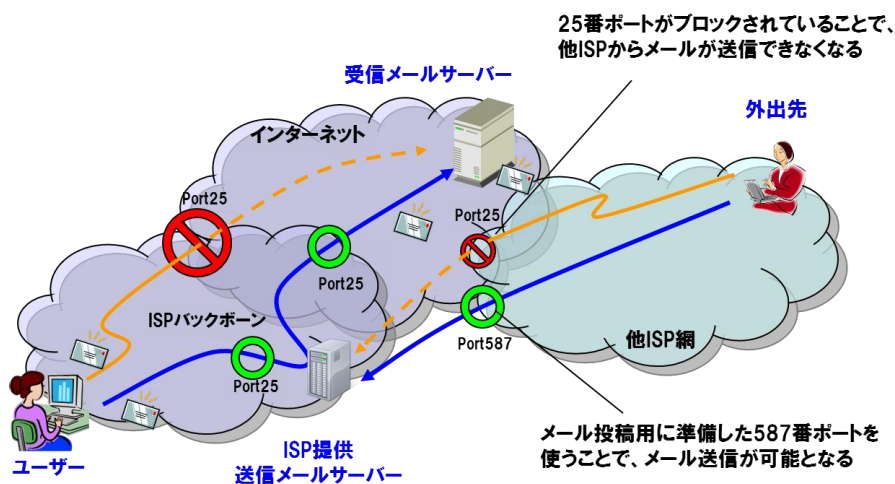 25番ポートがブロックされていることで、
他ISPからメールが送信できなくなる
受信メールサーバー
外出先
インターネット
Port25
Port25
Port25
ISPバックボーン
Port25
Port587
他ISP網
ユーザー
ISP提供
送信メールサーバー
メール投稿用に準備した587番ポートを
使うことで、メール送信が可能となる